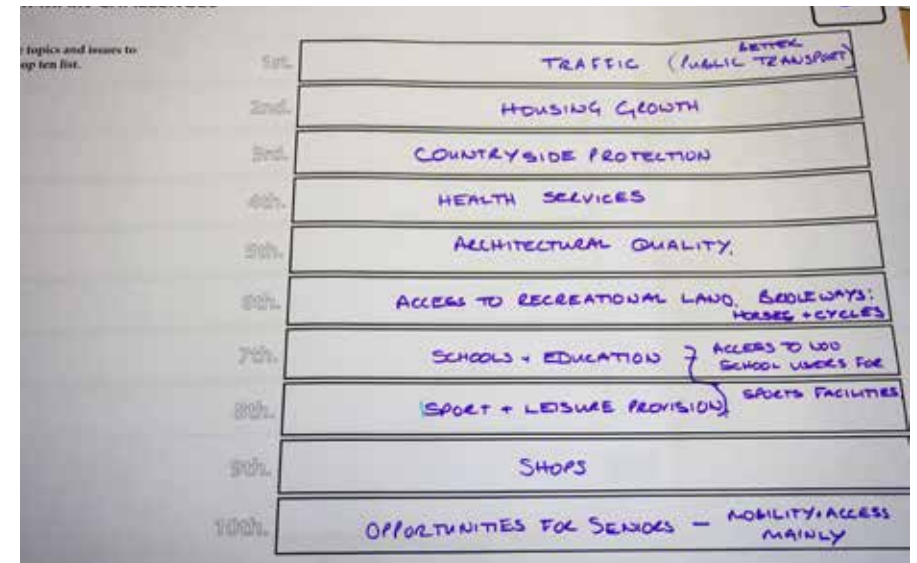 topics and issues to
op ten list.
1st. TRAFFIC (BETTER PUBLIC TRANSPORT)
2nd. HOUSING GROWTH
3rd. COUNTRYSIDE PROTECTION
4th. HEALTH SERVICES
5th. ARCHITECTURAL QUALITY.
6th. ACCESS TO RECREATIONAL LAND. BRIDLEWAYS:
HORSES + CYCLES
7th. SCHOOLS + EDUCATION ACCESS TO
SCHOOL USERS FOR
8th. SPORT + LEISURE PROVISION SPORTS FACILITIES
9th. SHOPS
10th. OPPORTUNITIES FOR SENIORS — MOBILITY + ACCESS
MAINLY